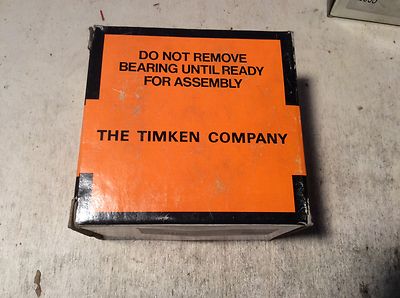 DO NOT REMOVE
BEARING UNTIL READY
FOR ASSEMBLY
THE TIMKEN COMPANY